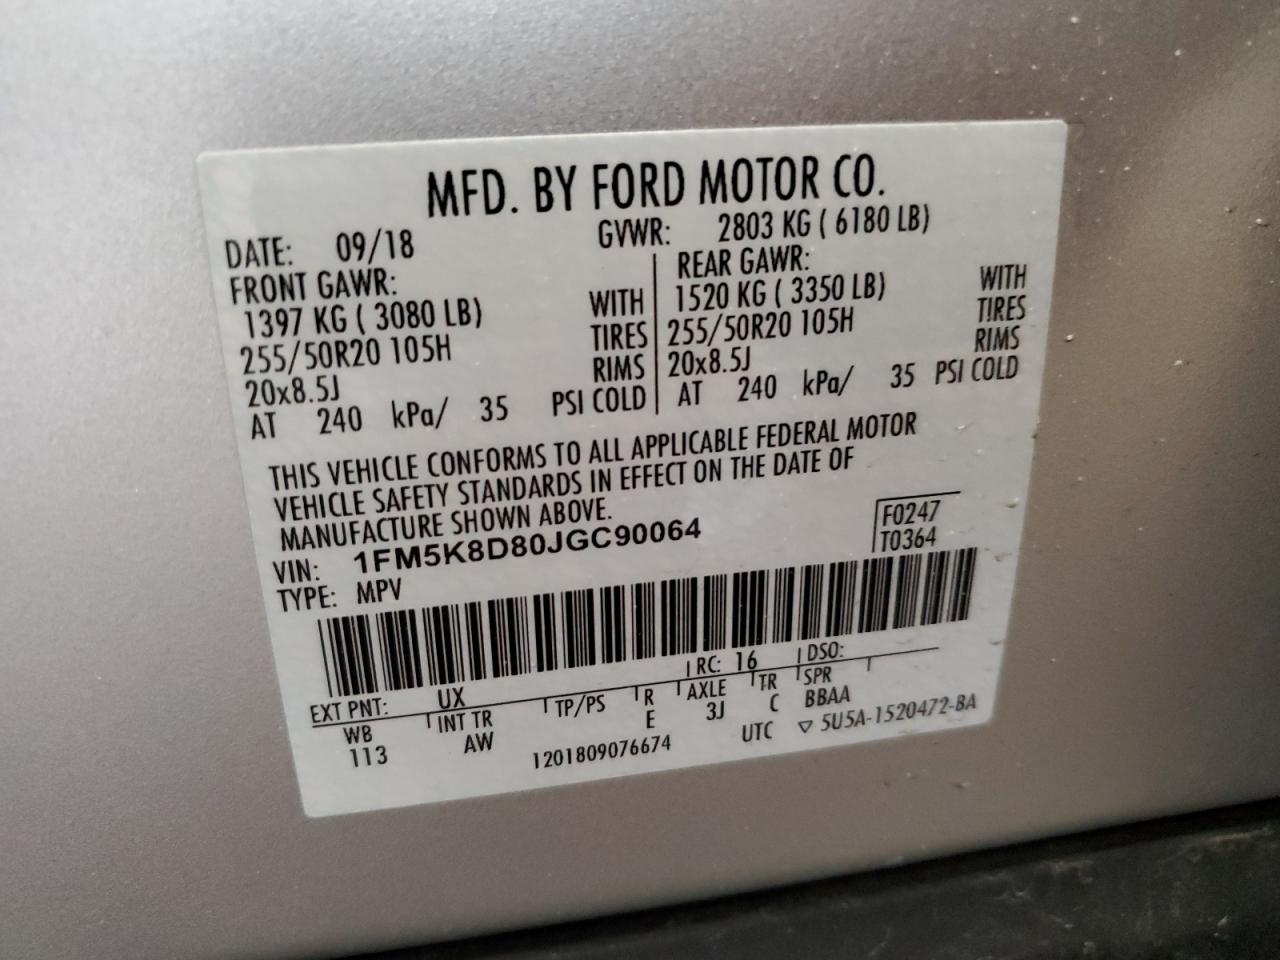 MFD. BY FORD MOTOR CO.
DATE: 09/18 GVWR: 2803 KG ( 6180 LB)
FRONT GAWR: REAR GAWR:
1397 KG ( 3080 LB) WITH 1520 KG ( 3350 LB) WITH
255/50R20 105H TIRES 255/50R20 105H TIRES
20x8.5J RIMS 20x8.5J RIMS
AT 240 kPa/ 35 PSI COLD AT 240 kPa/ 35 PSI COLD
THIS VEHICLE CONFORMS TO ALL APPLICABLE FEDERAL MOTOR
VEHICLE SAFETY STANDARDS IN EFFECT ON THE DATE OF
MANUFACTURE SHOWN ABOVE.
VIN: 1FM5K8D80JGC90064 F0247
TYPE: MPV T0364
EXT PNT: UX RC: 16 DSO:
WB INT TR TP/PS R AXLE TR SPR
113 AW E 3J C BBAA
1201809076674 UTC ▽ 5U5A-1520472-BA